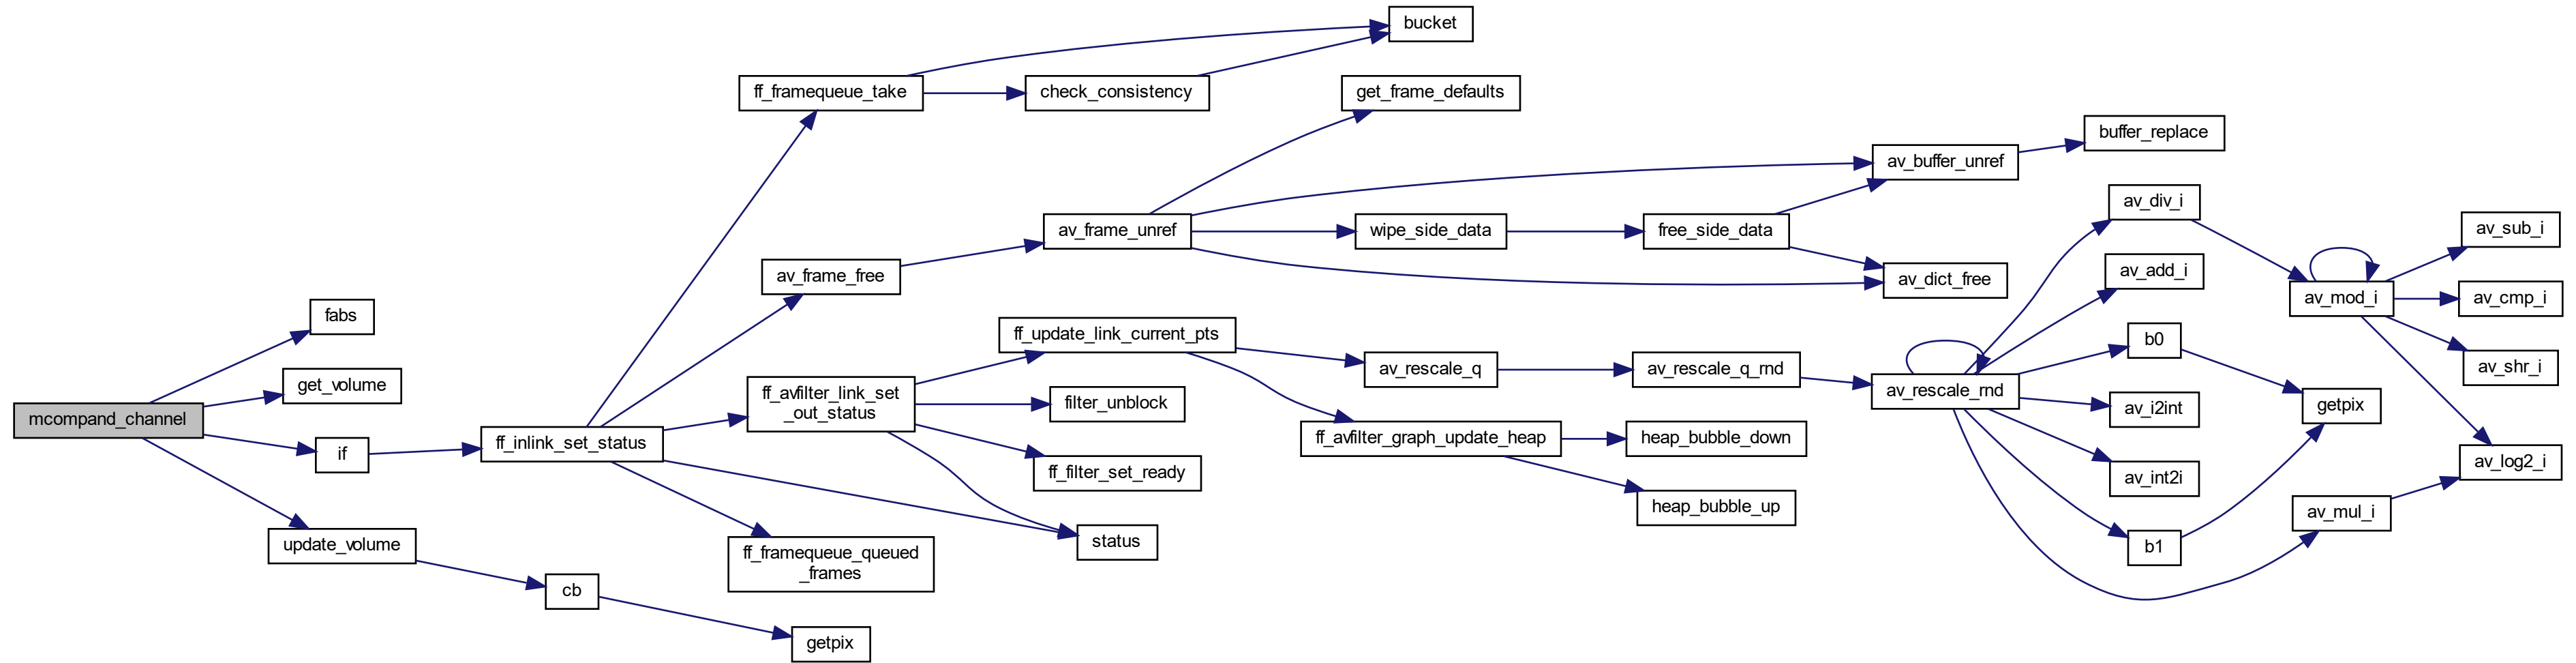 mcompand_channel
fabs
get_volume
if
update_volume
cb
getpix
ff_inlink_set_status
ff_framequeue_take
av_frame_free
ff_avfilter_link_set
_out_status
ff_framequeue_queued
_frames
bucket
check_consistency
get_frame_defaults
av_frame_unref
wipe_side_data
free_side_data
av_buffer_unref
buffer_replace
av_dict_free
ff_update_link_current_pts
filter_unblock
ff_filter_set_ready
status
av_rescale_q
av_rescale_q_rnd
ff_avfilter_graph_update_heap
heap_bubble_down
heap_bubble_up
av_rescale_rnd
av_div_i
av_add_i
b0
av_i2int
av_int2i
b1
av_mod_i
getpix
av_mul_i
av_sub_i
av_cmp_i
av_shr_i
av_log2_i